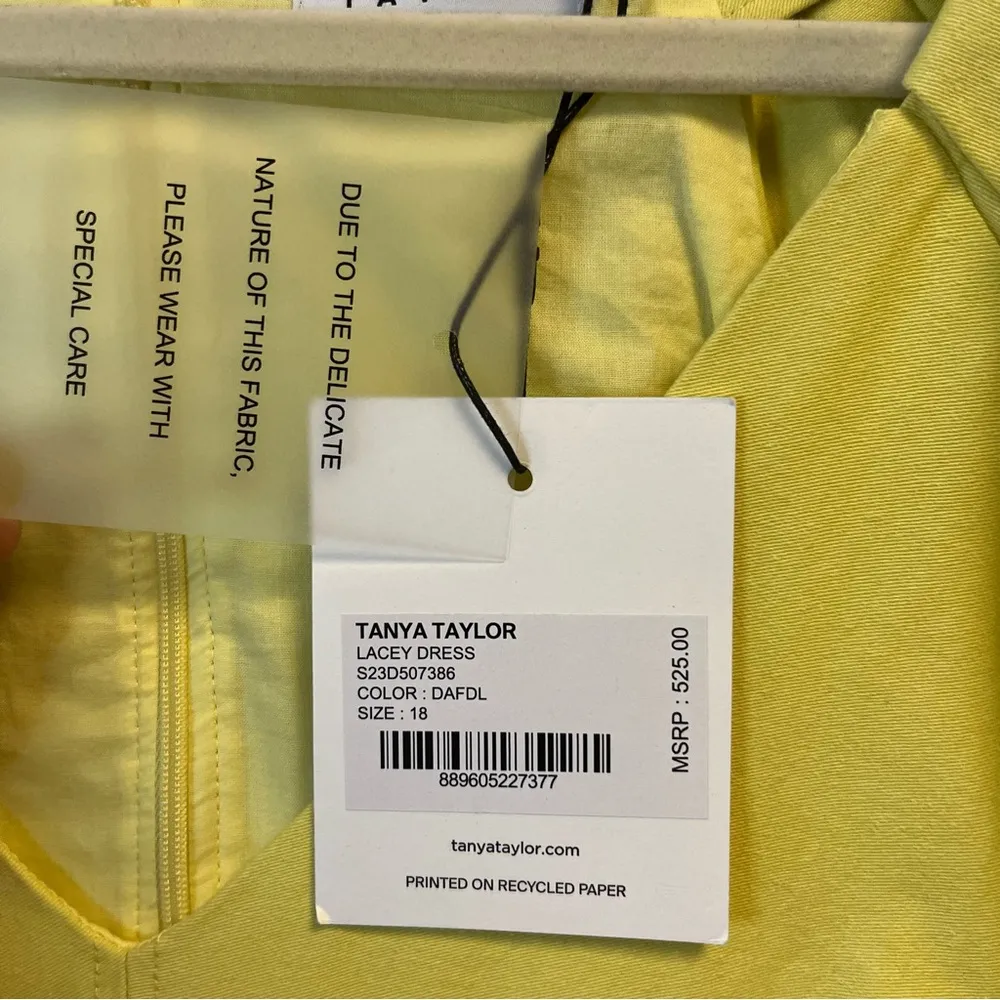 DUE TO THE DELICATE
NATURE OF THIS FABRIC,
PLEASE WEAR WITH
SPECIAL CARE
TANYA TAYLOR
LACEY DRESS
S23D507386
COLOR : DAFDL
SIZE : 18
MSRP : 525.00
889605227377
tanyataylor.com
PRINTED ON RECYCLED PAPER